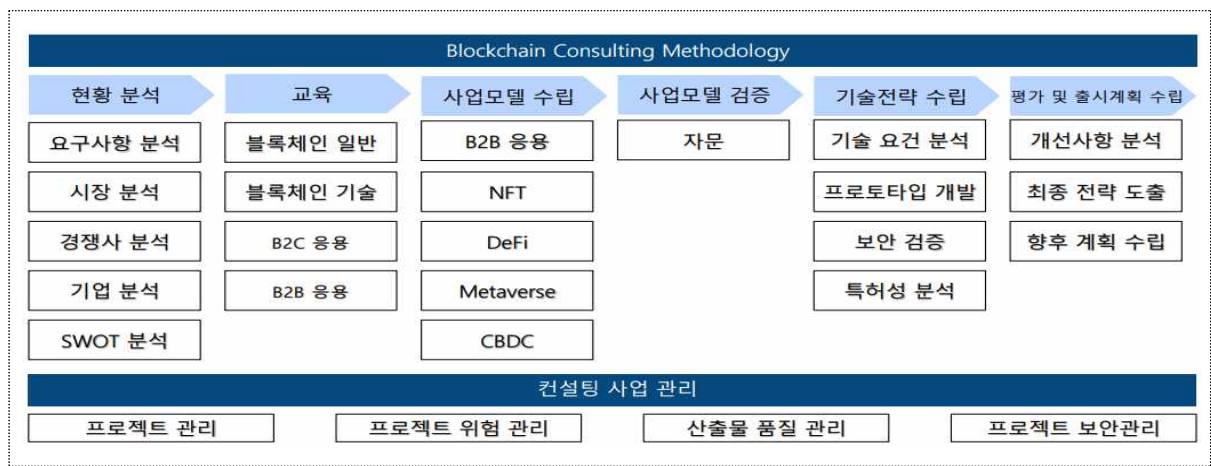 Blockchain Consulting Methodology
현황 분석
교육
사업모델 수립
사업모델 검증
기술전략 수립
평가 및 출시계획 수립
요구사항 분석
블록체인 일반
B2B 응용
자문
기술 요건 분석
개선사항 분석
시장 분석
블록체인 기술
NFT
프로토타입 개발
최종 전략 도출
경쟁사 분석
B2C 응용
DeFi
보안 검증
향후 계획 수립
기업 분석
B2B 응용
Metaverse
특허성 분석
SWOT 분석
CBDC
컨설팅 사업 관리
프로젝트 관리
프로젝트 위험 관리
산출물 품질 관리
프로젝트 보안관리